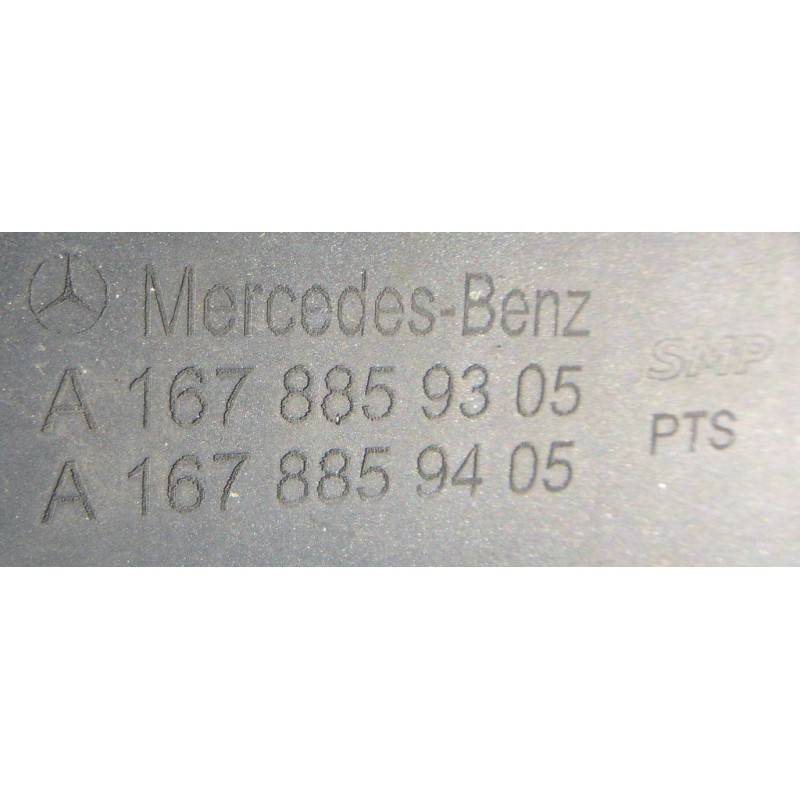 Mercedes-Benz
A 167 885 93 05
A 167 885 94 05
SMP
PTS